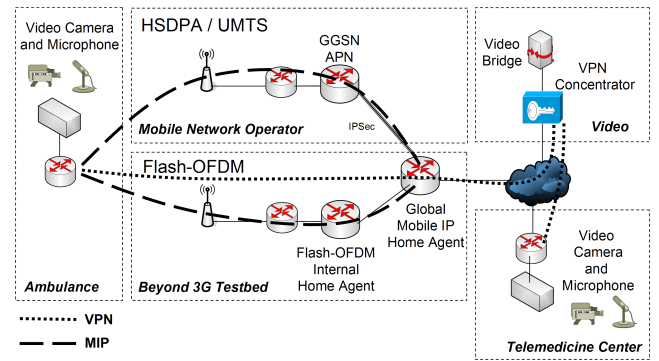 Video Camera
and Microphone
Ambulance
HSDPA / UMTS
GGSN
APN
IPSec
Mobile Network Operator
Flash-OFDM
Global
Mobile IP
Home Agent
Flash-OFDM
Internal
Home Agent
Beyond 3G Testbed
Video
Bridge
VPN
Concentrator
Video
Video
Camera
and
Microphone
Telemedicine Center
VPN
MIP